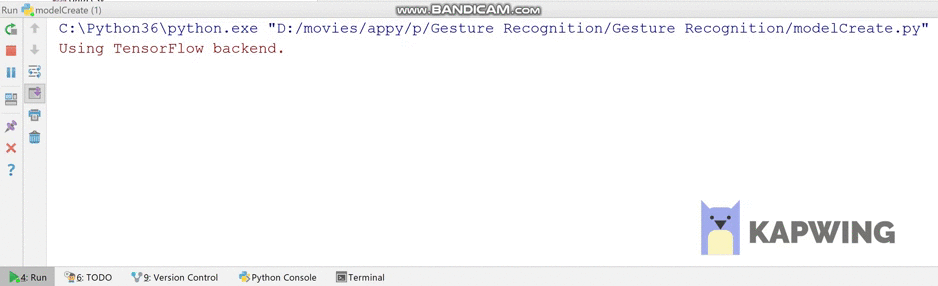 www.BANDICAM.com
Run modelCreate (1)
C:\Python36\python.exe "D:/movies/appy/p/Gesture Recognition/Gesture Recognition/modelCreate.py"
Using TensorFlow backend.
KAPWING
4: Run 6: TODO 9: Version Control Python Console Terminal